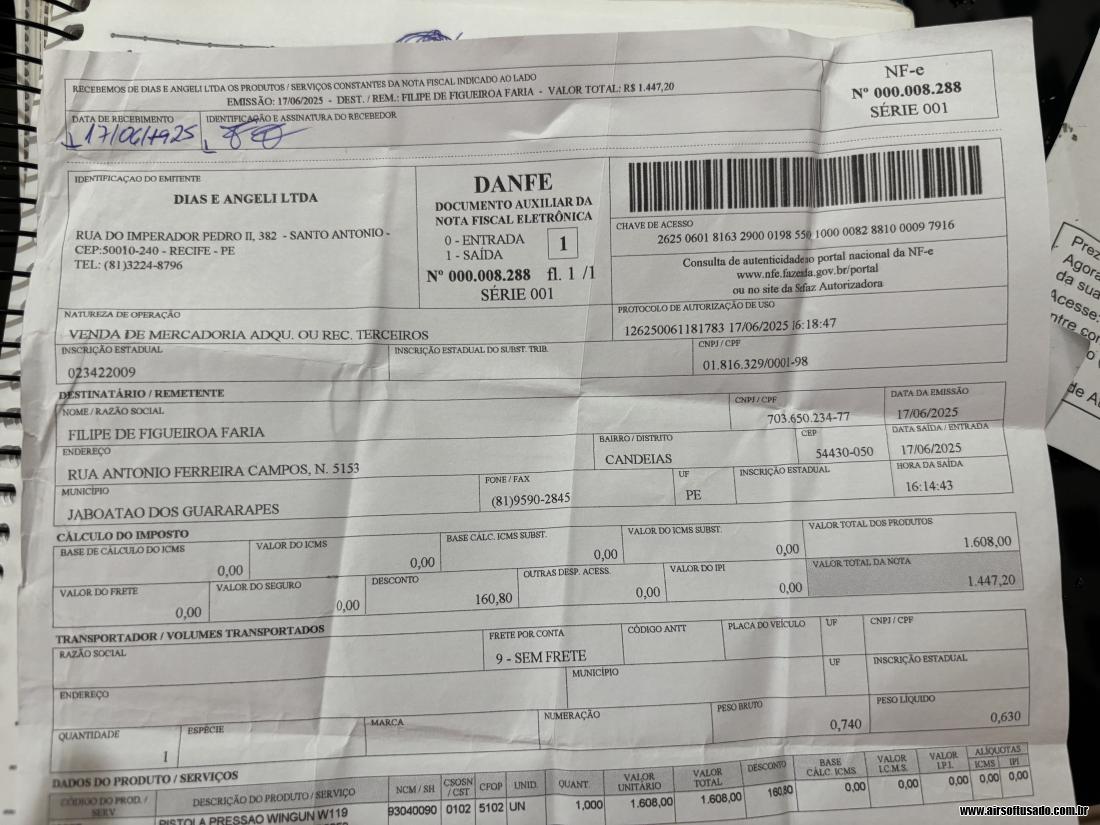 RECEBEMOS DE DIAS E ANGELI LTDA OS PRODUTOS / SERVIÇOS CONSTANTES DA NOTA FISCAL INDICADO AO LADO
EMISSÃO: 17/06/2025 - DEST. / REM.: FILIPE DE FIGUEIROA FARIA - VALOR TOTAL: R$ 1.447,20
NF-e
Nº 000.008.288
SÉRIE 001
DATA DE RECEBIMENTO
IDENTIFICAÇÃO E ASSINATURA DO RECEBEDOR
17/06/1925
IDENTIFICAÇAO DO EMITENTE
DIAS E ANGELI LTDA
RUA DO IMPERADOR PEDRO II, 382 - SANTO ANTONIO -
CEP:50010-240 - RECIFE - PE
TEL: (81)3224-8796
DANFE
DOCUMENTO AUXILIAR DA
NOTA FISCAL ELETRÔNICA
0 - ENTRADA
1 - SAÍDA
1
Nº 000.008.288 fl. 1 /1
SÉRIE 001
CHAVE DE ACESSO
2625 0601 8163 2900 0198 550 1000 0082 8810 0009 7916
Consulta de autenticidade no portal nacional da NF-e
www.nfe.fazenda.gov.br/portal
ou no site da Sefaz Autorizadora
NATUREZA DE OPERAÇÃO
VENDA DE MERCADORIA ADQU. OU REC. TERCEIROS
PROTOCOLO DE AUTORIZAÇÃO DE USO
126250061181783 17/06/2025 16:18:47
INSCRIÇÃO ESTADUAL
023422009
INSCRIÇÃO ESTADUAL DO SUBST. TRIB.
CNPJ / CPF
01.816.329/0001-98
DESTINATÁRIO / REMETENTE
NOME / RAZÃO SOCIAL
FILIPE DE FIGUEIROA FARIA
CNPJ / CPF
703.650.234-77
DATA DA EMISSÃO
17/06/2025
ENDEREÇO
RUA ANTONIO FERREIRA CAMPOS, N. 5153
BAIRRO / DISTRITO
CANDEIAS
CEP
54430-050
DATA SAÍDA / ENTRADA
17/06/2025
MUNICÍPIO
JABOATAO DOS GUARARAPES
FONE / FAX
(81)9590-2845
UF
PE
INSCRIÇÃO ESTADUAL
HORA DA SAÍDA
16:14:43
CÁLCULO DO IMPOSTO
BASE DE CÁLCULO DO ICMS
0,00
VALOR DO ICMS
0,00
BASE CÁLC. ICMS SUBST.
0,00
VALOR DO ICMS SUBST.
0,00
VALOR TOTAL DOS PRODUTOS
1.608,00
VALOR DO FRETE
0,00
VALOR DO SEGURO
0,00
DESCONTO
160,80
OUTRAS DESP. ACESS.
0,00
VALOR DO IPI
0,00
VALOR TOTAL DA NOTA
1.447,20
TRANSPORTADOR / VOLUMES TRANSPORTADOS
RAZÃO SOCIAL
FRETE POR CONTA
9 - SEM FRETE
CÓDIGO ANTT
PLACA DO VEÍCULO
UF
CNPJ / CPF
ENDEREÇO
MUNICÍPIO
UF
INSCRIÇÃO ESTADUAL
QUANTIDADE
1
ESPÉCIE
MARCA
NUMERAÇÃO
PESO BRUTO
0,740
PESO LÍQUIDO
0,630
DADOS DO PRODUTO / SERVIÇOS
CÓDIGO DO PROD. / SERV
DESCRIÇÃO DO PRODUTO / SERVIÇO
NCM / SH
CSOSN / CST
CFOP
UNID.
QUANT.
VALOR UNITÁRIO
VALOR TOTAL
DESCONTO
BASE CÁLC. ICMS
VALOR I.C.M.S.
VALOR I.P.I.
ALÍQUOTAS
ICMS
IPI
PISTOLA PRESSAO WINGUN W119
93040090
0102
5102
UN
1,000
1.608,00
1.608,00
160,80
0,00
0,00
0,00
0,00
0,00
Prez
Agora
da sua
Acesse:
ntre con
de A
www.airsoftusado.com.br